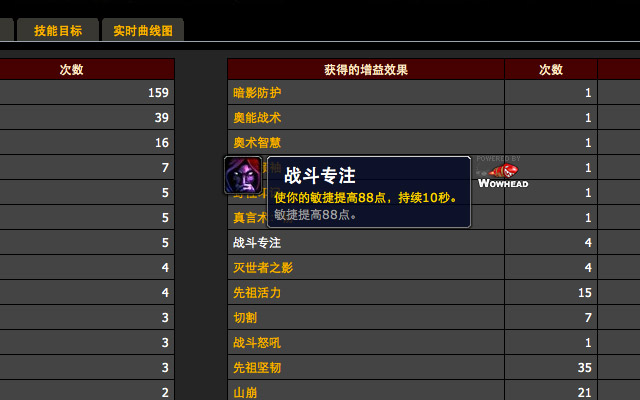 技能目标 实时曲线图
次数 获得的增益效果 次数
159 暗影防护 1
39 奥能战术 1
16 奥术智慧 1
7 1
5 1
5 真言术 1
5 战斗专注 4
4 灭世者之影 4
4 先祖活力 15
3 切割 7
3 战斗怒吼 1
3 先祖坚韧 35
2 山崩 21
战斗专注
使你的敏捷提高88点，持续10秒。
敏捷提高88点。
POWERED BY
WOWHEAD